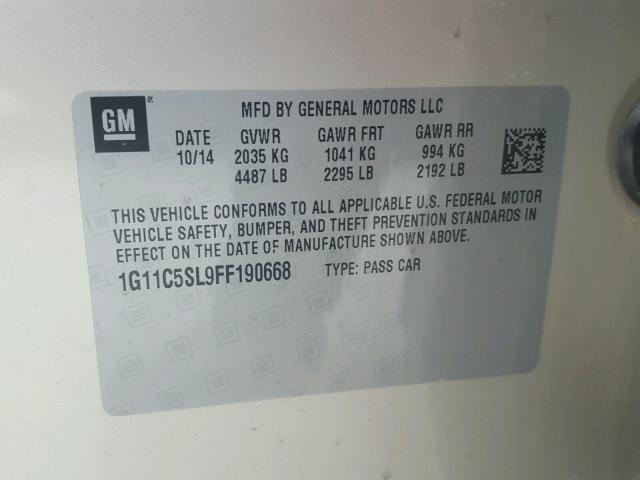 GM ® MFD BY GENERAL MOTORS LLC
DATE GVWR GAWR FRT GAWR RR
10/14 2035 KG 1041 KG 994 KG
4487 LB 2295 LB 2192 LB
THIS VEHICLE CONFORMS TO ALL APPLICABLE U.S. FEDERAL MOTOR
VEHICLE SAFETY, BUMPER, AND THEFT PREVENTION STANDARDS IN
EFFECT ON THE DATE OF MANUFACTURE SHOWN ABOVE.
1G11C5SL9FF190668 TYPE: PASS CAR